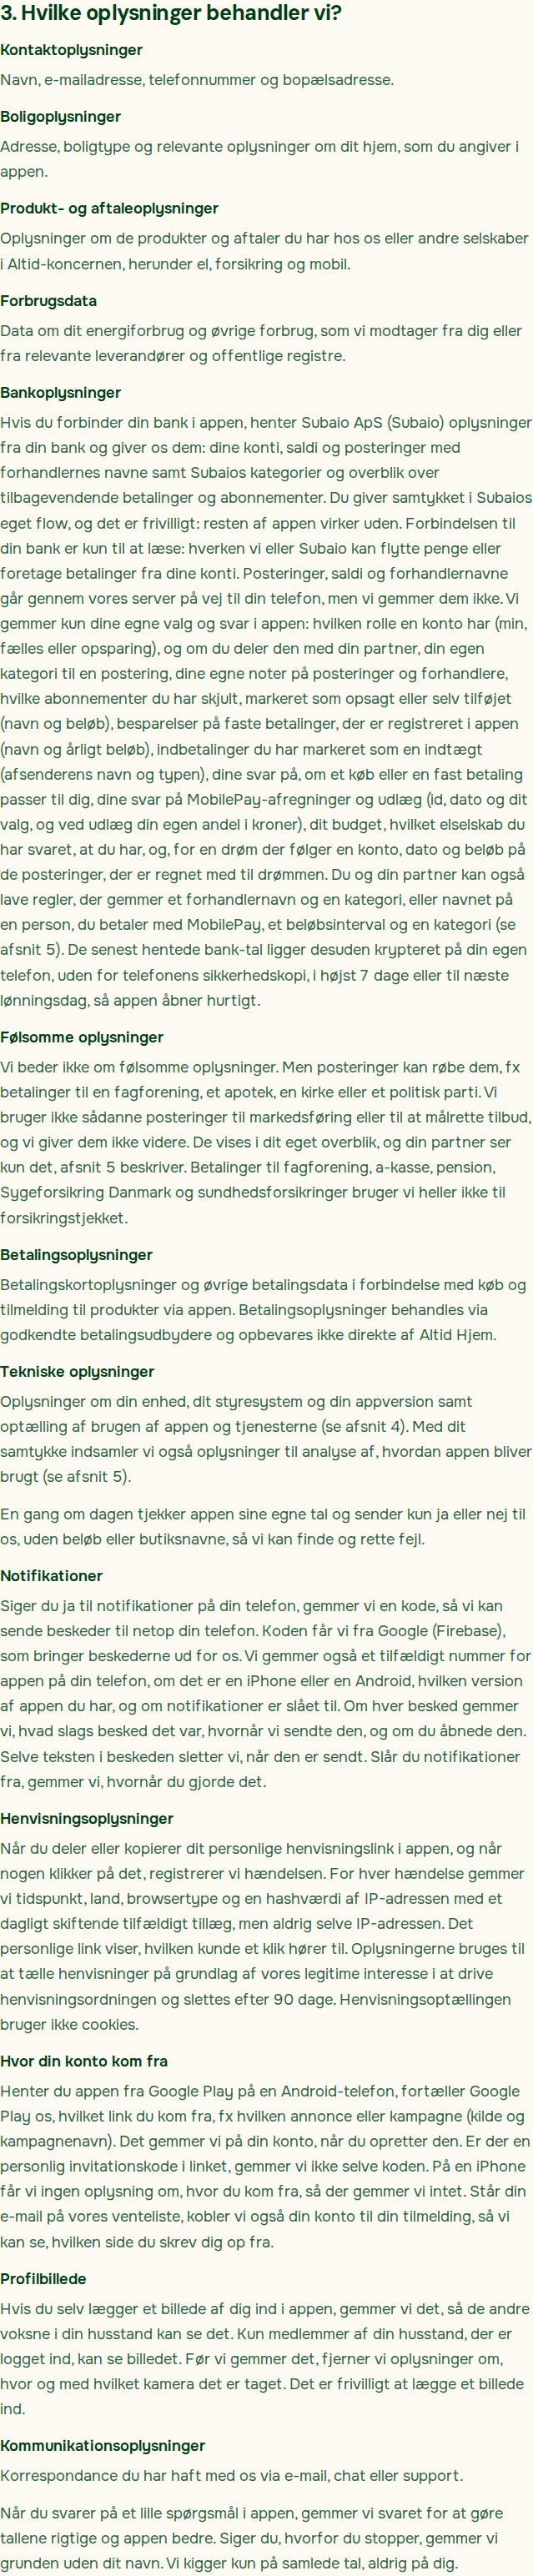 3. Hvilke oplysninger behandler vi?
Kontaktoplysninger
Navn, e-mailadresse, telefonnummer og bopælsadresse.
Boligoplysninger
Adresse, boligtype og relevante oplysninger om dit hjem, som du angiver i
appen.
Produkt- og aftaleoplysninger
Oplysninger om de produkter og aftaler du har hos os eller andre selskaber
i Altid-koncernen, herunder el, forsikring og mobil.
Forbrugsdata
Data om dit energiforbrug og øvrige forbrug, som vi modtager fra dig eller
fra relevante leverandører og offentlige registre.
Bankoplysninger
Hvis du forbinder din bank i appen, henter Subaio ApS (Subaio) oplysninger
fra din bank og giver os dem: dine konti, saldi og posteringer med
forhandlernes navne samt Subaios kategorier og overblik over
tilbagevendende betalinger og abonnementer. Du giver samtykket i Subaios
eget flow, og det er frivilligt: resten af appen virker uden. Forbindelsen til
din bank er kun til at læse: hverken vi eller Subaio kan flytte penge eller
foretage betalinger fra dine konti. Posteringer, saldi og forhandlernavne
går gennem vores server på vej til din telefon, men vi gemmer dem ikke. Vi
gemmer kun dine egne valg og svar i appen: hvilken rolle en konto har (min,
fælles eller opsparing), og om du deler den med din partner, din egen
kategori til en postering, dine egne noter på posteringer og forhandlere,
hvilke abonnementer du har skjult, markeret som opsagt eller selv tilføjet
(navn og beløb), besparelser på faste betalinger, der er registreret i appen
(navn og årligt beløb), indbetalinger du har markeret som en indtægt
(afsenderens navn og typen), dine svar på, om et køb eller en fast betaling
passer til dig, dine svar på MobilePay-afregninger og udlæg (id, dato og dit
valg, og ved udlæg din egen andel i kroner), dit budget, hvilket elselskab du
har svaret, at du har, og, for en drøm der følger en konto, dato og beløb på
de posteringer, der er regnet med til drømmen. Du og din partner kan også
lave regler, der gemmer et forhandlernavn og en kategori, eller navnet på
en person, du betaler med MobilePay, et beløbsinterval og en kategori (se
afsnit 5). De senest hentede bank-tal ligger desuden krypteret på din egen
telefon, uden for telefonens sikkerhedskopi, i højst 7 dage eller til næste
lønningsdag, så appen åbner hurtigt.
Følsomme oplysninger
Vi beder ikke om følsomme oplysninger. Men posteringer kan røbe dem, fx
betalinger til en fagforening, et apotek, en kirke eller et politisk parti. Vi
bruger ikke sådanne posteringer til markedsføring eller til at målrette tilbud,
og vi giver dem ikke videre. De vises i dit eget overblik, og din partner ser
kun det, afsnit 5 beskriver. Betalinger til fagforening, a-kasse, pension,
Sygeforsikring Danmark og sundhedsforsikringer bruger vi heller ikke til
forsikringstjekket.
Betalingsoplysninger
Betalingskortoplysninger og øvrige betalingsdata i forbindelse med køb og
tilmelding til produkter via appen. Betalingsoplysninger behandles via
godkendte betalingsudbydere og opbevares ikke direkte af Altid Hjem.
Tekniske oplysninger
Oplysninger om din enhed, dit styresystem og din appversion samt
optælling af brugen af appen og tjenesterne (se afsnit 4). Med dit
samtykke indsamler vi også oplysninger til analyse af, hvordan appen bliver
brugt (se afsnit 5).
En gang om dagen tjekker appen sine egne tal og sender kun ja eller nej til
os, uden beløb eller butiksnavne, så vi kan finde og rette fejl.
Notifikationer
Siger du ja til notifikationer på din telefon, gemmer vi en kode, så vi kan
sende beskeder til netop din telefon. Koden får vi fra Google (Firebase),
som bringer beskederne ud for os. Vi gemmer også et tilfældigt nummer for
appen på din telefon, om det er en iPhone eller en Android, hvilken version
af appen du har, og om notifikationer er slået til. Om hver besked gemmer
vi, hvad slags besked det var, hvornår vi sendte den, og om du åbnede den.
Selve teksten i beskeden sletter vi, når den er sendt. Slår du notifikationer
fra, gemmer vi, hvornår du gjorde det.
Henvisningsoplysninger
Når du deler eller kopierer dit personlige henvisningslink i appen, og når
nogen klikker på det, registrerer vi hændelsen. For hver hændelse gemmer
vi tidspunkt, land, browsertype og en hashværdi af IP-adressen med et
dagligt skiftende tilfældigt tillæg, men aldrig selve IP-adressen. Det
personlige link viser, hvilken kunde et klik hører til. Oplysningerne bruges til
at tælle henvisninger på grundlag af vores legitime interesse i at drive
henvisningsordningen og slettes efter 90 dage. Henvisningsoptællingen
bruger ikke cookies.
Hvor din konto kom fra
Henter du appen fra Google Play på en Android-telefon, fortæller Google
Play os, hvilket link du kom fra, fx hvilken annonce eller kampagne (kilde og
kampagnenavn). Det gemmer vi på din konto, når du opretter den. Er der en
personlig invitationskode i linket, gemmer vi ikke selve koden. På en iPhone
får vi ingen oplysning om, hvor du kom fra, så der gemmer vi intet. Står din
e-mail på vores venteliste, kobler vi også din konto til din tilmelding, så vi
kan se, hvilken side du skrev dig op fra.
Profilbillede
Hvis du selv lægger et billede af dig ind i appen, gemmer vi det, så de andre
voksne i din husstand kan se det. Kun medlemmer af din husstand, der er
logget ind, kan se billedet. Før vi gemmer det, fjerner vi oplysninger om,
hvor og med hvilket kamera det er taget. Det er frivilligt at lægge et billede
ind.
Kommunikationsoplysninger
Korrespondance du har haft med os via e-mail, chat eller support.
Når du svarer på et lille spørgsmål i appen, gemmer vi svaret for at gøre
tallene rigtige og appen bedre. Siger du, hvorfor du stopper, gemmer vi
grunden uden dit navn. Vi kigger kun på samlede tal, aldrig på dig.